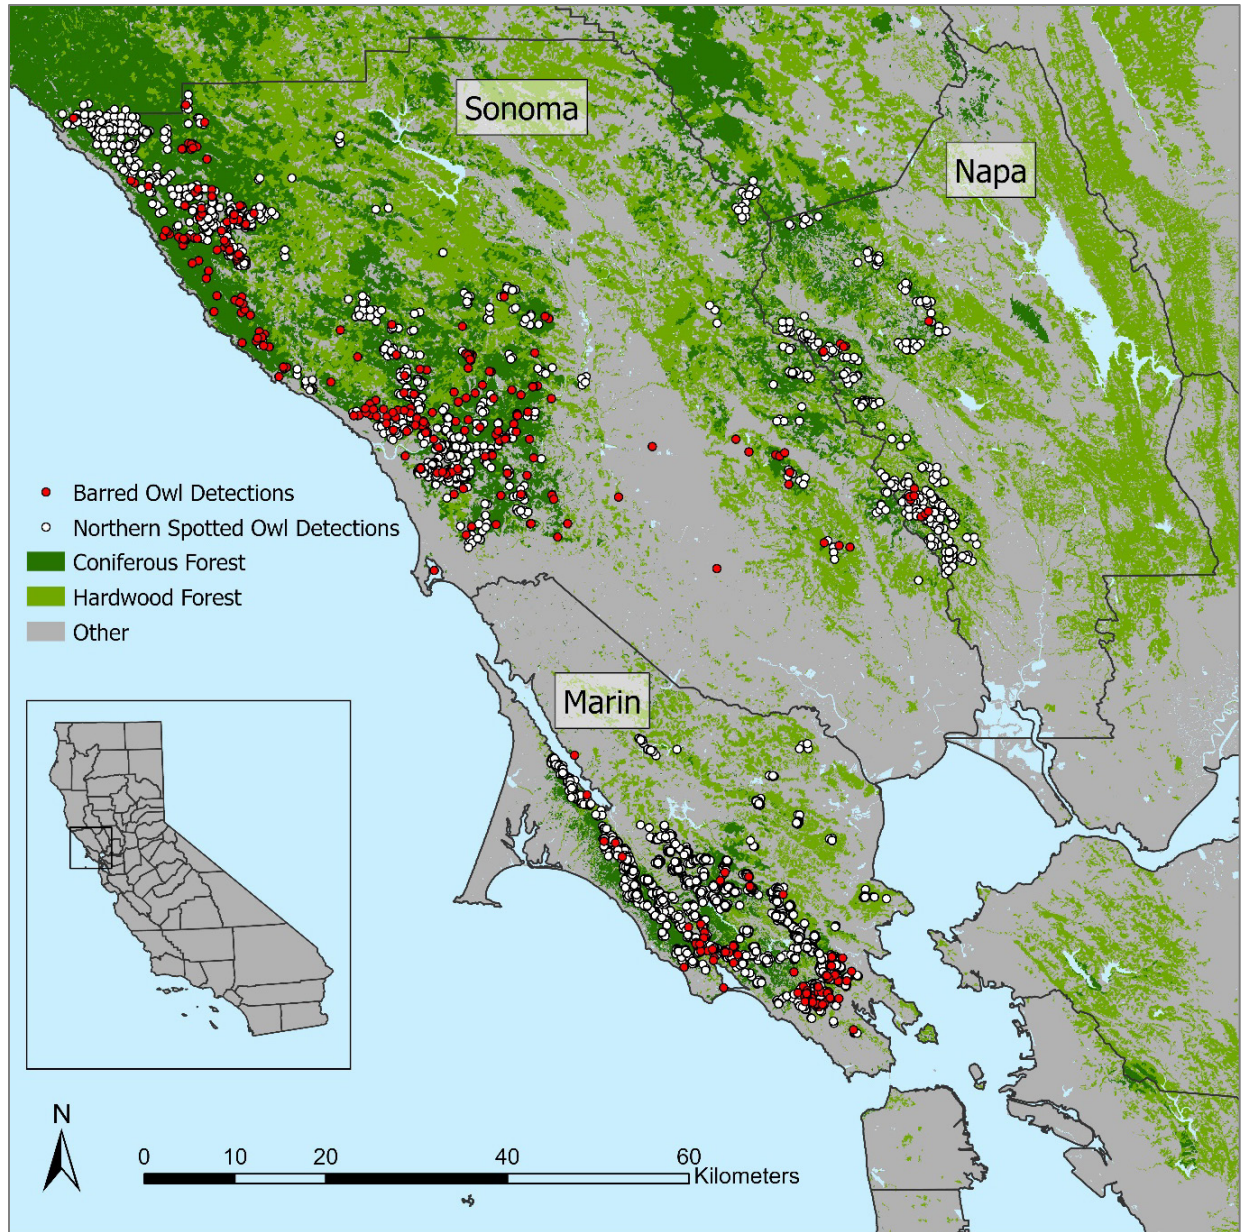 Sonoma
Napa
Barred Owl Detections
Northern Spotted Owl Detections
Coniferous Forest
Hardwood Forest
Other
Marin
N
0 10 20 40 60
Kilometers